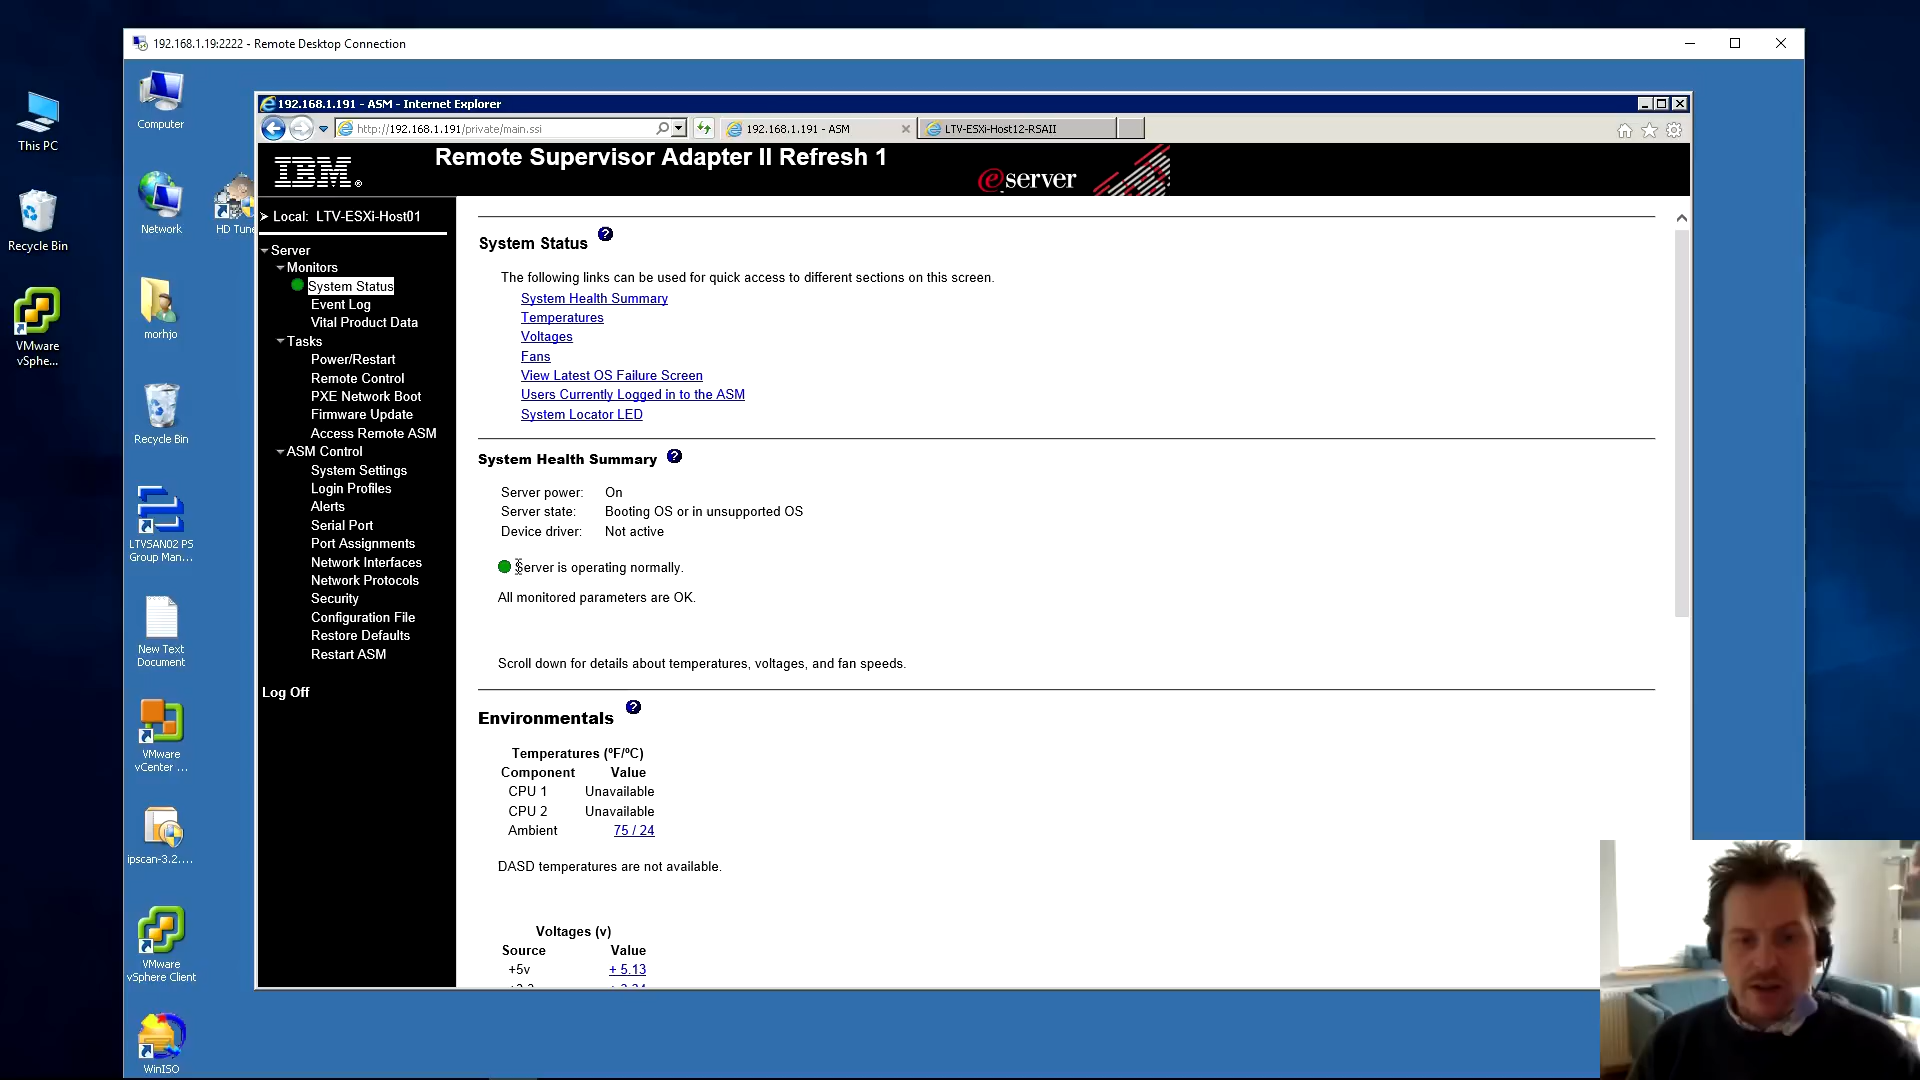 192.168.1.19:2222 - Remote Desktop Connection
This PC
Recycle Bin
VMware
vSphe...
Computer
Network
HD Tune
morhjo
Recycle Bin
LTVSAN02 PS
Group Man...
New Text
Document
VMware
vCenter ...
ipscan-3.2....
VMware
vSphere Client
WinISO
192.168.1.191 - ASM - Internet Explorer
http://192.168.1.191/private/main.ssi
192.168.1.191 - ASM
LTV-ESXi-Host12-RSAII
IBM®
Remote Supervisor Adapter II Refresh 1
eserver
Local: LTV-ESXi-Host01
Server
Monitors
System Status
Event Log
Vital Product Data
Tasks
Power/Restart
Remote Control
PXE Network Boot
Firmware Update
Access Remote ASM
ASM Control
System Settings
Login Profiles
Alerts
Serial Port
Port Assignments
Network Interfaces
Network Protocols
Security
Configuration File
Restore Defaults
Restart ASM
Log Off
System Status
The following links can be used for quick access to different sections on this screen.
System Health Summary
Temperatures
Voltages
Fans
View Latest OS Failure Screen
Users Currently Logged in to the ASM
System Locator LED
System Health Summary
Server power: On
Server state: Booting OS or in unsupported OS
Device driver: Not active
Server is operating normally.
All monitored parameters are OK.
Scroll down for details about temperatures, voltages, and fan speeds.
Environmentals
Temperatures (ºF/ºC)
Component Value
CPU 1 Unavailable
CPU 2 Unavailable
Ambient 75 / 24
DASD temperatures are not available.
Voltages (v)
Source Value
+5v + 5.13